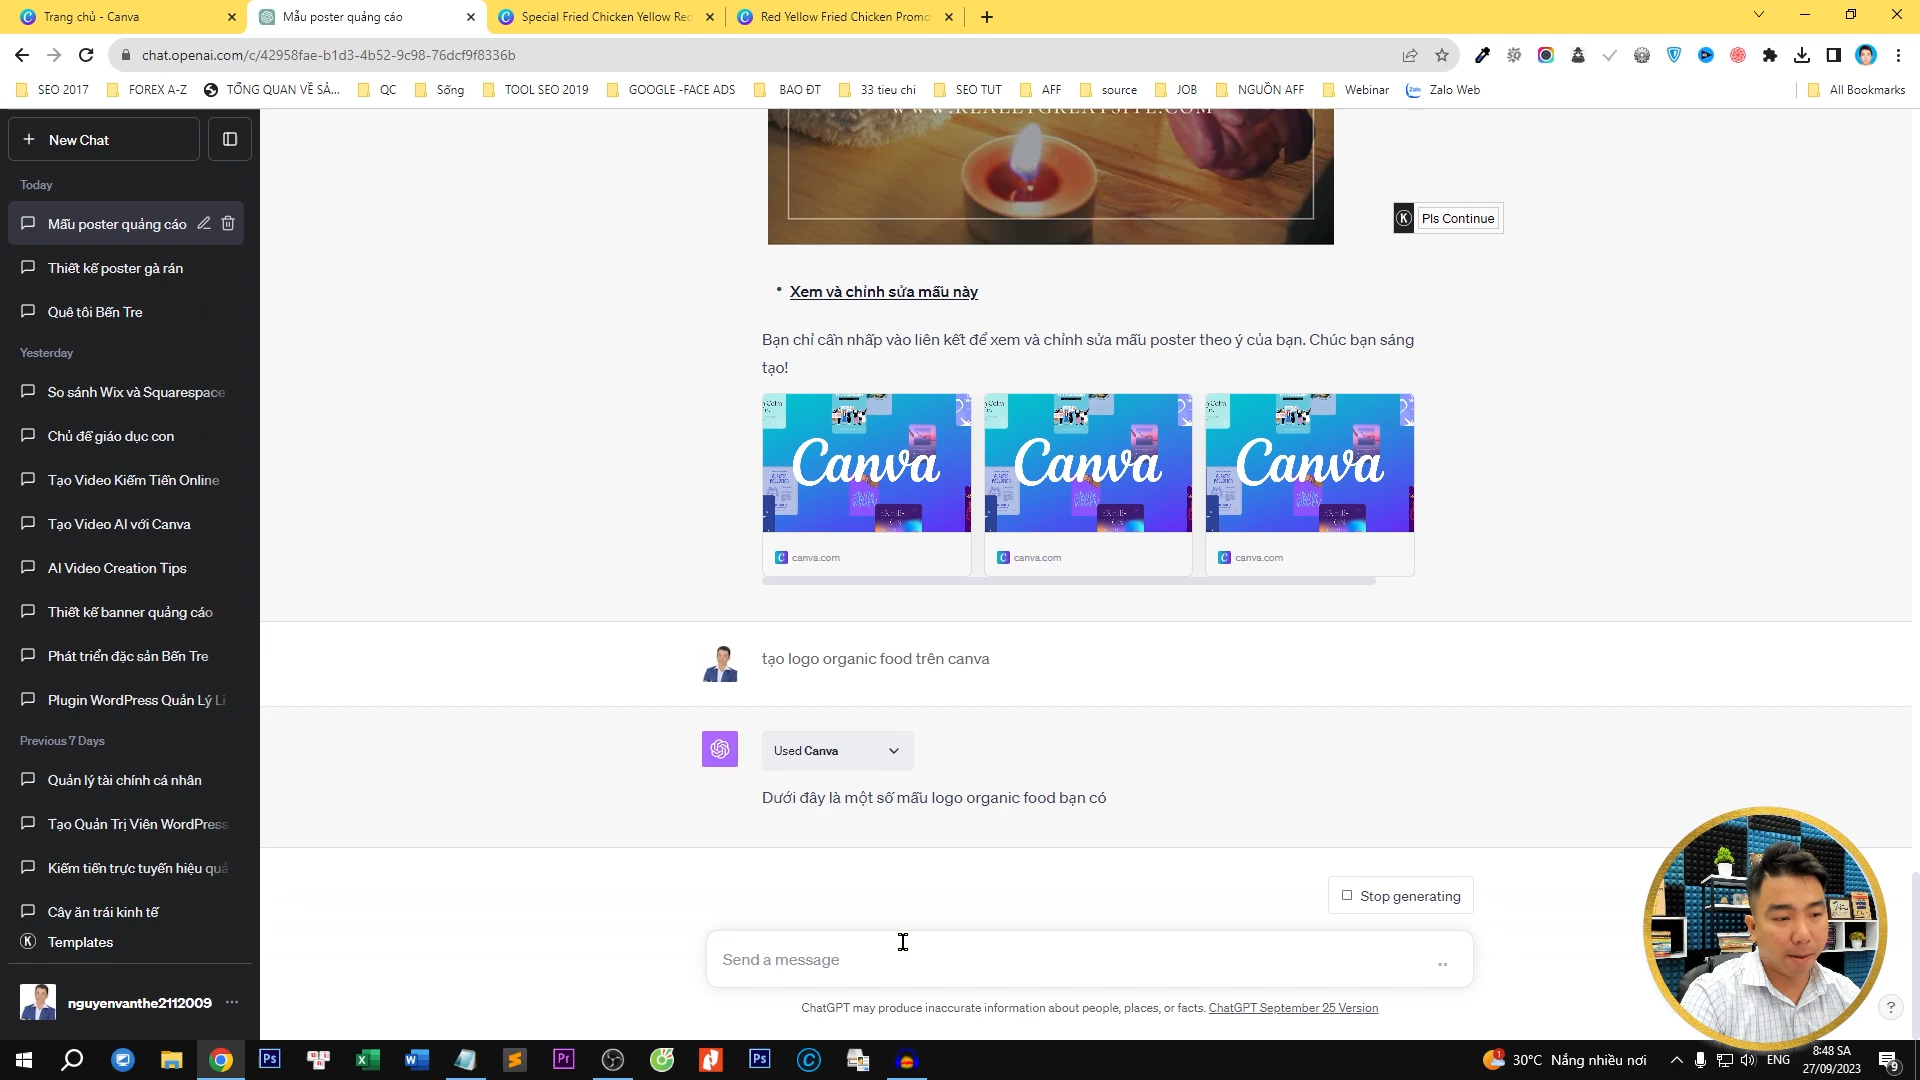 Trang chủ - Canva
Mẫu poster quảng cáo
Special Fried Chicken Yellow Red
Red Yellow Fried Chicken Promo
chat.openai.com/c/42958fae-b1d3-4b52-9c98-76dcf9f8336b
SEO 2017
FOREX A-Z
TỔNG QUAN VỀ SẢ...
QC
Sống
TOOL SEO 2019
GOOGLE -FACE ADS
BAO ĐT
33 tieu chi
SEO TUT
AFF
source
JOB
NGUỒN AFF
Webinar
Zalo Web
All Bookmarks
New Chat
Today
Mẫu poster quảng cáo
Thiết kế poster gà rán
Quê tôi Bến Tre
Yesterday
So sánh Wix và Squarespace
Chủ đề giáo dục con
Tạo Video Kiếm Tiền Online
Tạo Video AI với Canva
AI Video Creation Tips
Thiết kế banner quảng cáo
Phát triển đặc sản Bến Tre
Plugin WordPress Quản Lý Li
Previous 7 Days
Quản lý tài chính cá nhân
Tạo Quản Trị Viên WordPress
Kiếm tiền trực tuyến hiệu quả
Cây ăn trái kinh tế
Templates
nguyenvanthe2112009
WWW.REALLYGREATSITE.COM
Pls Continue
Xem và chỉnh sửa mẫu này
Bạn chỉ cần nhấp vào liên kết để xem và chỉnh sửa mẫu poster theo ý của bạn. Chúc bạn sáng
tạo!
Canva
Canva
Canva
canva.com
canva.com
canva.com
tạo logo organic food trên canva
Used Canva
Dưới đây là một số mẫu logo organic food bạn có
Stop generating
Send a message
ChatGPT may produce inaccurate information about people, places, or facts. ChatGPT September 25 Version
?
30°C Nắng nhiều nơi
ENG
8:48 SA
27/09/2023
9